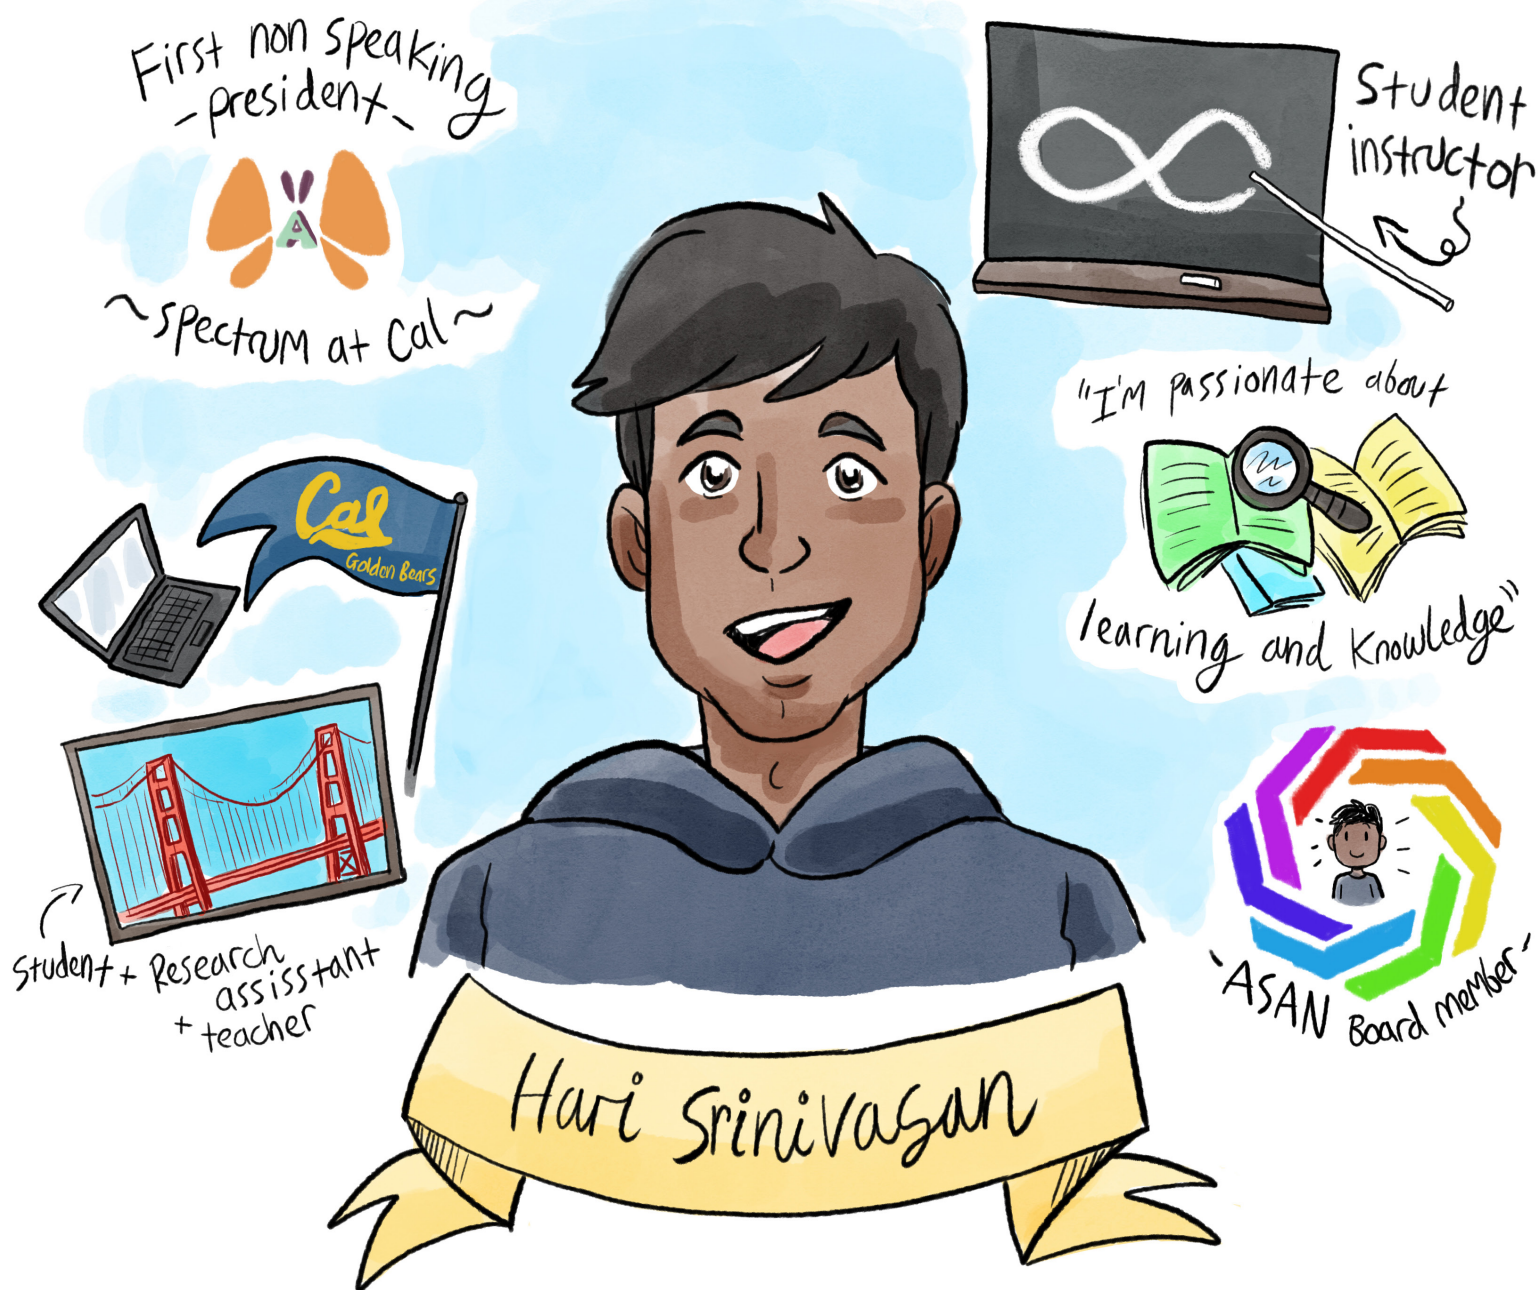 First non speaking
-president-
A
~spectrum at Cal~
Cal
Golden Bears
Student + Research
assisstant
+ teacher
Student
instructor
"I'm passionate about
learning and knowledge"
'ASAN Board member'
Hari Srinivasan